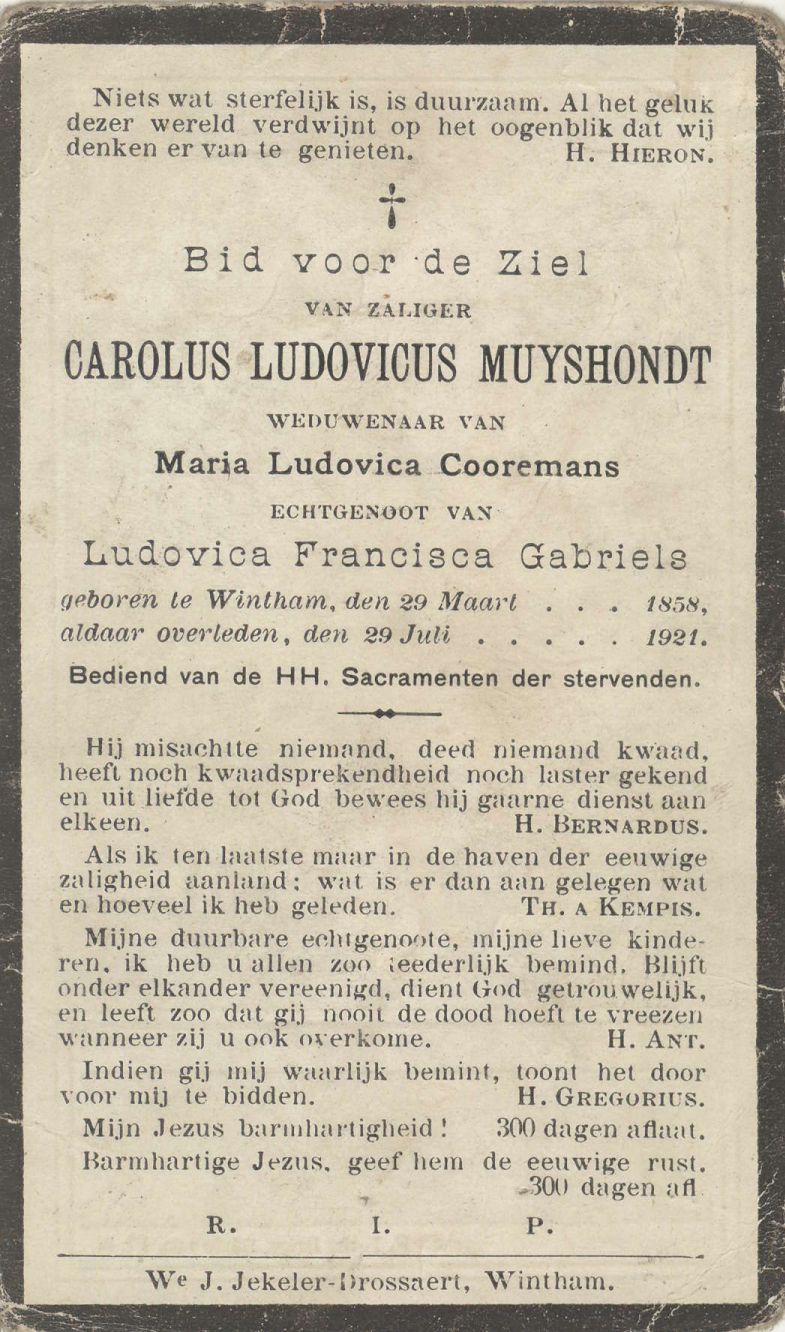 Niets wat sterfelijk is, is duurzaam. Al het geluk
dezer wereld verdwijnt op het oogenblik dat wij
denken er van te genieten. H. HIERON.
Bid voor de Ziel
VAN ZALIGER
CAROLUS LUDOVICUS MUYSHONDT
WEDUWENAAR VAN
Maria Ludovica Cooremans
ECHTGENOOT VAN
Ludovica Francisca Gabriels
geboren te Wintham, den 29 Maart . . . 1858,
aldaar overleden, den 29 Juli . . . . . 1921.
Bediend van de HH. Sacramenten der stervenden.
Hij misachtte niemand, deed niemand kwaad,
heeft noch kwaadsprekendheid noch laster gekend
en uit liefde tot God bewees hij gaarne dienst aan
elkeen. H. BERNARDUS.
Als ik ten laatste maar in de haven der eeuwige
zaligheid aanland; wat is er dan aan gelegen wat
en hoeveel ik heb geleden. TH. A KEMPIS.
Mijne duurbare echtgenoote, mijne lieve kinde-
ren, ik heb u allen zoo teederlijk bemind. Blijft
onder elkander vereenigd, dient God getrouwelijk,
en leeft zoo dat gij nooit de dood hoeft te vreezen
wanneer zij u ook overkome. H. ANT.
Indien gij mij waarlijk bemint, toont het door
voor mij te bidden. H. GREGORIUS.
Mijn Jezus barmhartigheid! 300 dagen aflaat.
Barmhartige Jezus, geef hem de eeuwige rust.
300 dagen afl
R. I. P.
We J. Jekeler-Drossaert, Wintham.